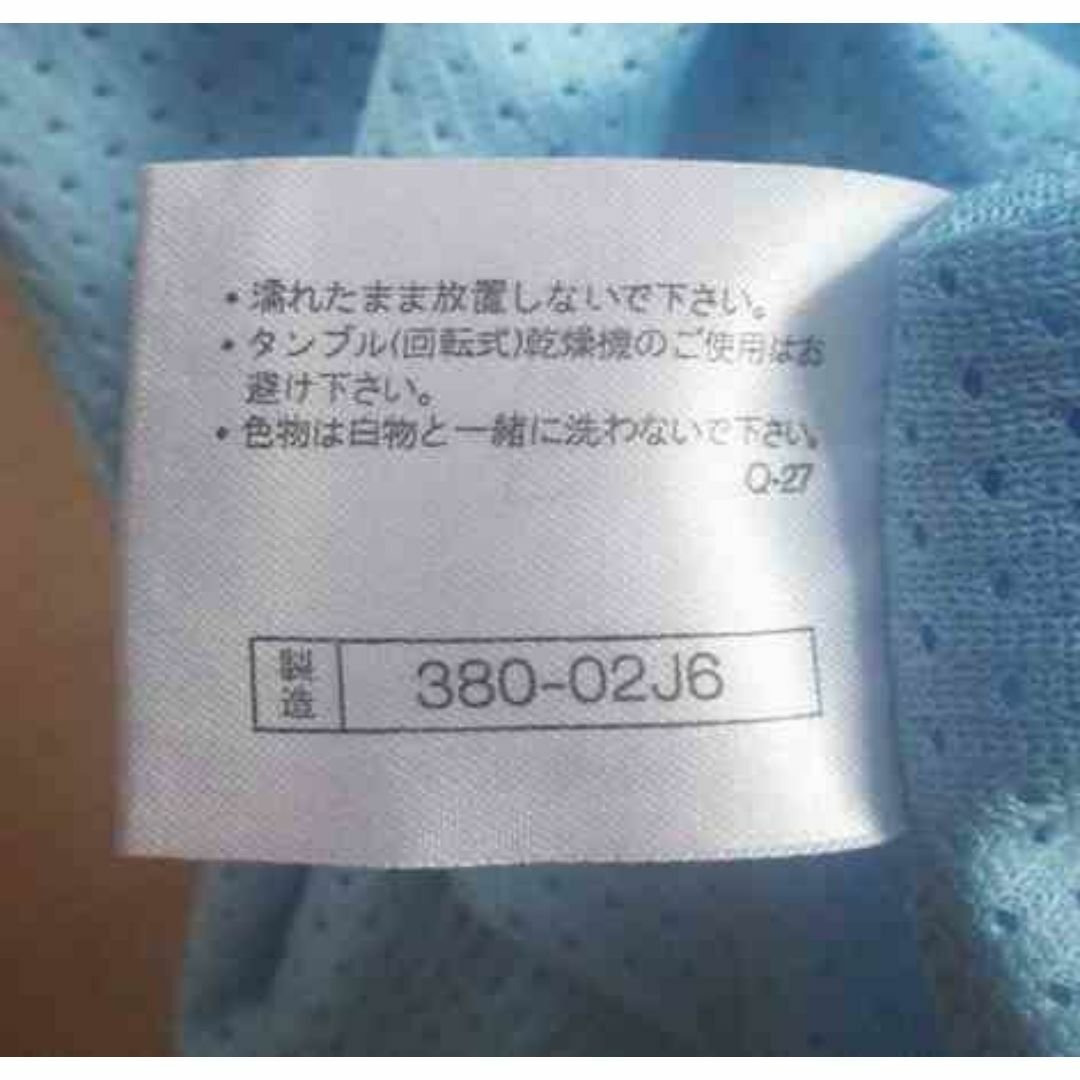 ・濡れたまま放置しないで下さい。
・タンブル(回転式)乾燥機のご使用はお
避け下さい。
・色物は白物と一緒に洗わないで下さい。
Q-27
製造 380-02J6